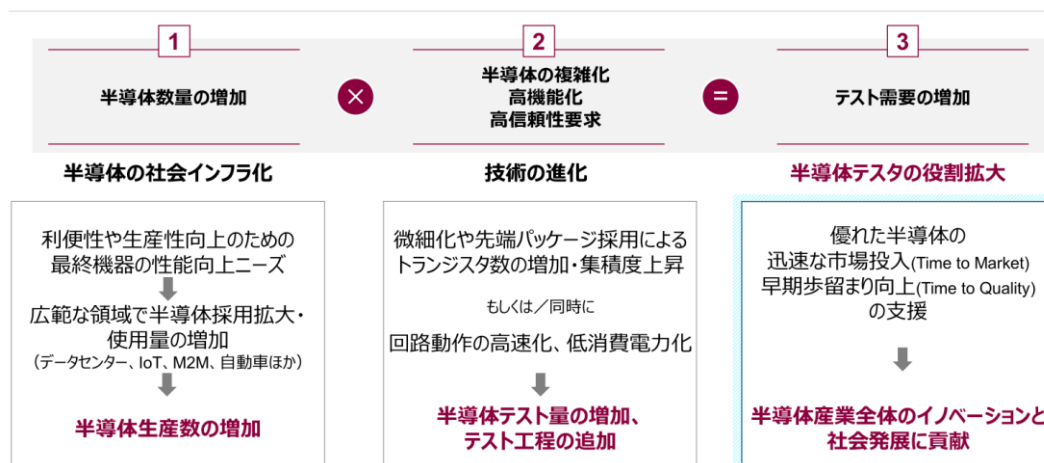 1
半導体数量の増加
×
2
半導体の複雑化
高機能化
高信頼性要求
=
3
テスト需要の増加
半導体の社会インフラ化
技術の進化
半導体テスタの役割拡大
利便性や生産性向上のための
最終機器の性能向上ニーズ
広範な領域で半導体採用拡大・
使用量の増加
(データセンター、IoT、M2M、自動車ほか)
半導体生産数の増加
微細化や先端パッケージ採用による
トランジスタ数の増加・集積度上昇
もしくは／同時に
回路動作の高速化、低消費電力化
半導体テスト量の増加、
テスト工程の追加
優れた半導体の
迅速な市場投入(Time to Market)
早期歩留まり向上(Time to Quality)
の支援
半導体産業全体のイノベーションと
社会発展に貢献